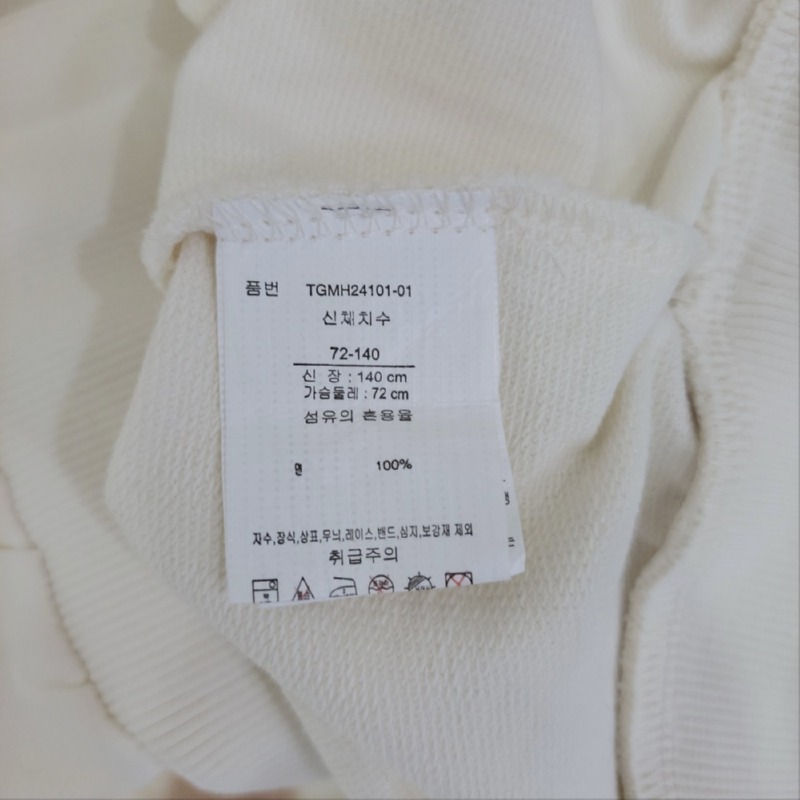 품번 TGMH24101-01
신체치수
72-140
신 장 : 140 cm
가슴둘레 : 72 cm
섬유의 혼용율
면 100%
자수,장식,상표,무늬,레이스,밴드,심지,보강재 제외
취급주의